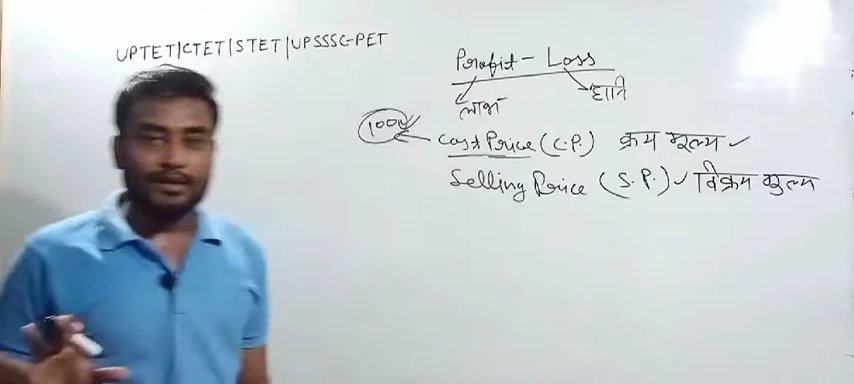 UPTET|CTET|STET|UPSSSC-PET
Profit - Loss
लाभ हानि
100% Cost Price (C.P.) क्रय मूल्य
Selling Price (S.P.) विक्रय मूल्य